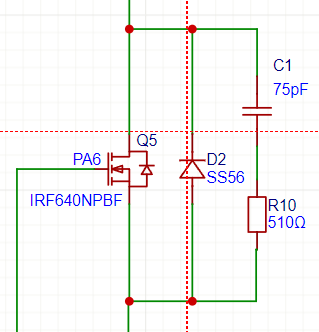 C1
75pF
Q5
PA6
D2
SS56
IRF640NPBF
R10
510Ω